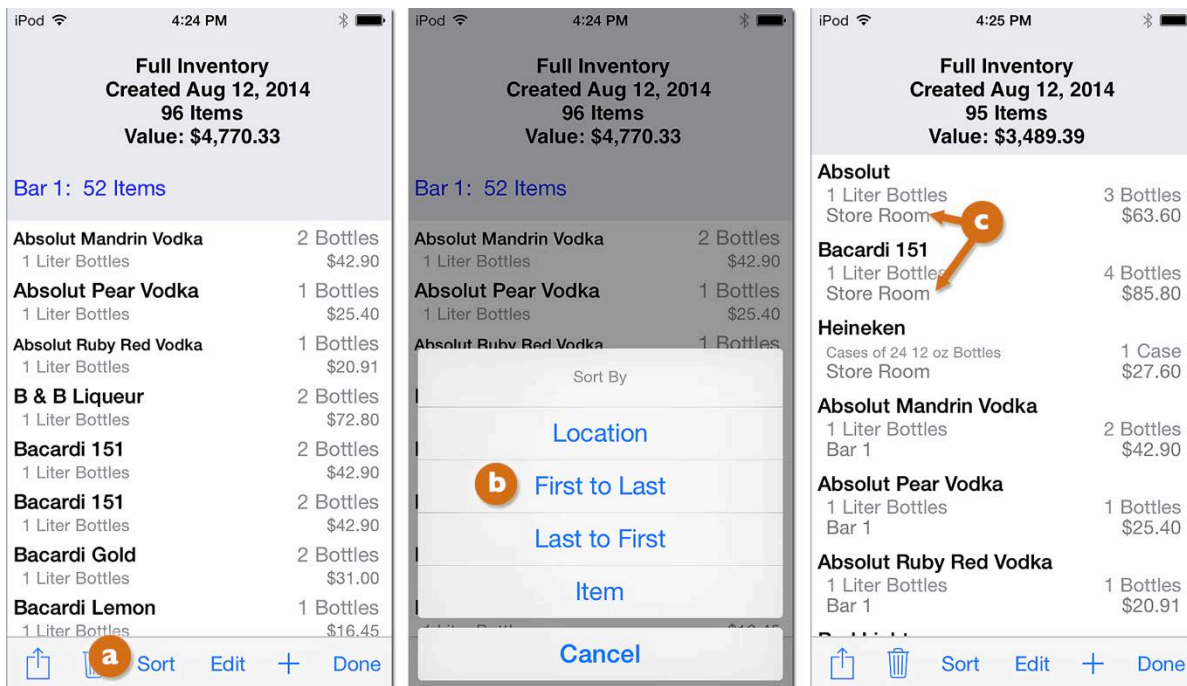 iPod 4:24 PM
Full Inventory
Created Aug 12, 2014
96 Items
Value: $4,770.33
Bar 1: 52 Items
Absolut Mandrin Vodka 2 Bottles
1 Liter Bottles $42.90
Absolut Pear Vodka 1 Bottles
1 Liter Bottles $25.40
Absolut Ruby Red Vodka 1 Bottles
1 Liter Bottles $20.91
B & B Liqueur 2 Bottles
1 Liter Bottles $72.80
Bacardi 151 2 Bottles
1 Liter Bottles $42.90
Bacardi 151 2 Bottles
1 Liter Bottles $42.90
Bacardi Gold 2 Bottles
1 Liter Bottles $31.00
Bacardi Lemon 1 Bottles
1 Liter Bottles $16.45
a Sort Edit + Done
iPod 4:24 PM
Full Inventory
Created Aug 12, 2014
96 Items
Value: $4,770.33
Bar 1: 52 Items
Absolut Mandrin Vodka 2 Bottles
1 Liter Bottles $42.90
Absolut Pear Vodka 1 Bottles
1 Liter Bottles $25.40
Absolut Ruby Red Vodka 1 Bottles
Sort By
Location
b First to Last
Last to First
Item
Cancel
iPod 4:25 PM
Full Inventory
Created Aug 12, 2014
95 Items
Value: $3,489.39
Absolut
1 Liter Bottles 3 Bottles
Store Room c $63.60
Bacardi 151
1 Liter Bottles 4 Bottles
Store Room $85.80
Heineken
Cases of 24 12 oz Bottles 1 Case
Store Room $27.60
Absolut Mandrin Vodka
1 Liter Bottles 2 Bottles
Bar 1 $42.90
Absolut Pear Vodka
1 Liter Bottles 1 Bottles
Bar 1 $25.40
Absolut Ruby Red Vodka
1 Liter Bottles 1 Bottles
Bar 1 $20.91
Sort Edit + Done